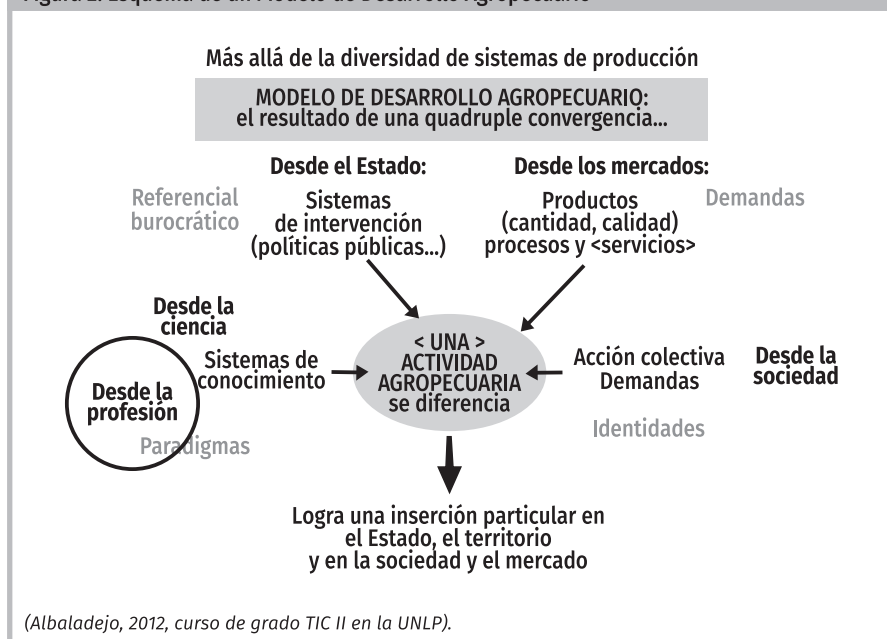 Más allá de la diversidad de sistemas de producción
MODELO DE DESARROLLO AGROPECUARIO:
el resultado de una quadruple convergencia...
Desde el Estado:
Referencial
burocrático
Sistemas
de intervención
(políticas públicas...)
Desde los mercados:
Productos
(cantidad, calidad)
procesos y <servicios>
Demandas
Desde la
ciencia
Sistemas de
conocimiento
Desde la
profesión
Paradigmas
< UNA >
ACTIVIDAD
AGROPECUARIA
se diferencia
Acción colectiva
Demandas
Desde la
sociedad
Identidades
Logra una inserción particular en
el Estado, el territorio
y en la sociedad y el mercado
(Albaladejo, 2012, curso de grado TIC II en la UNLP).